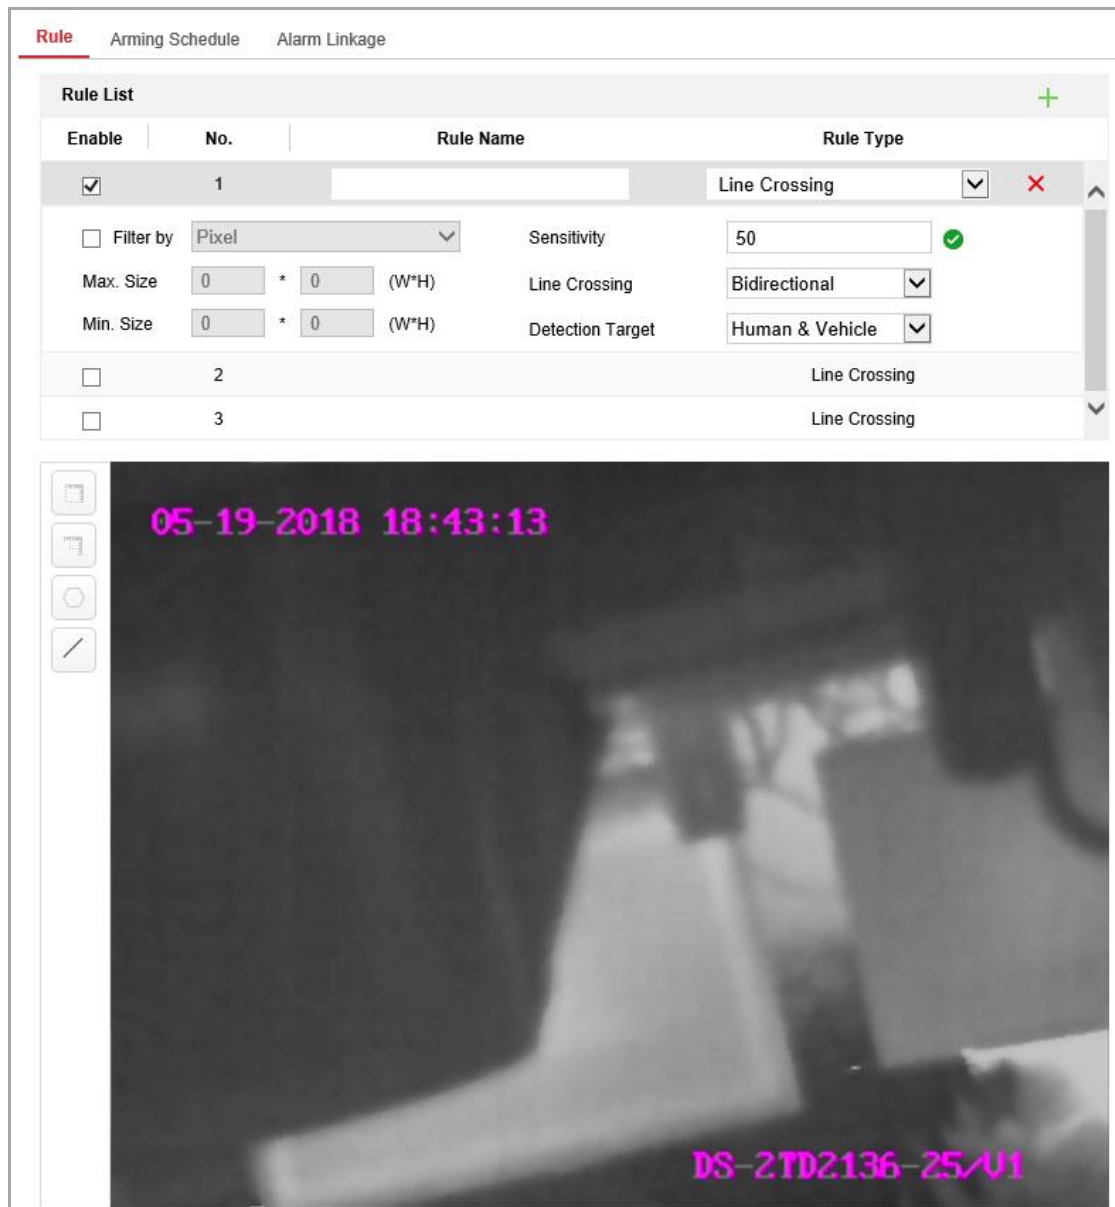 Rule Arming Schedule Alarm Linkage
Rule List
Enable No. Rule Name Rule Type
1 Line Crossing
Filter by Pixel Sensitivity 50
Max. Size 0 * 0 (W*H) Line Crossing Bidirectional
Min. Size 0 * 0 (W*H) Detection Target Human & Vehicle
2 Line Crossing
3 Line Crossing
05-19-2018 18:43:13
DS-2TD2136-25/V1